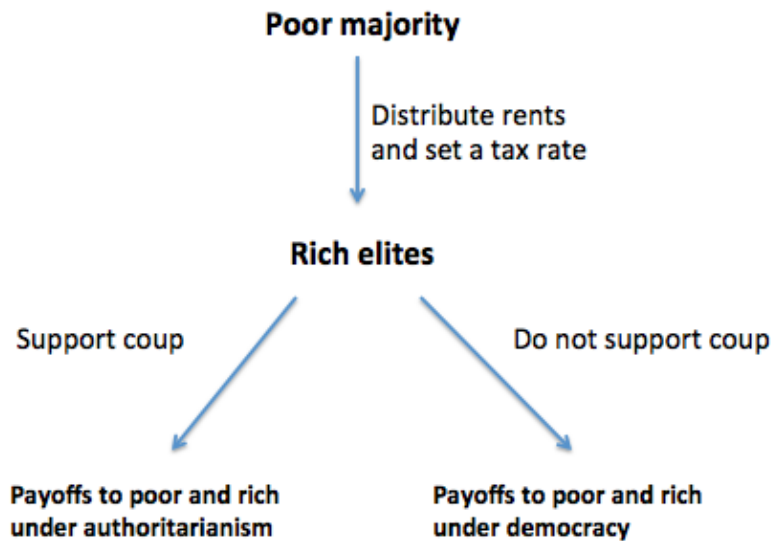 Poor majority
Distribute rents
and set a tax rate
Rich elites
Support coup
Do not support coup
Payoffs to poor and rich
under authoritarianism
Payoffs to poor and rich
under democracy